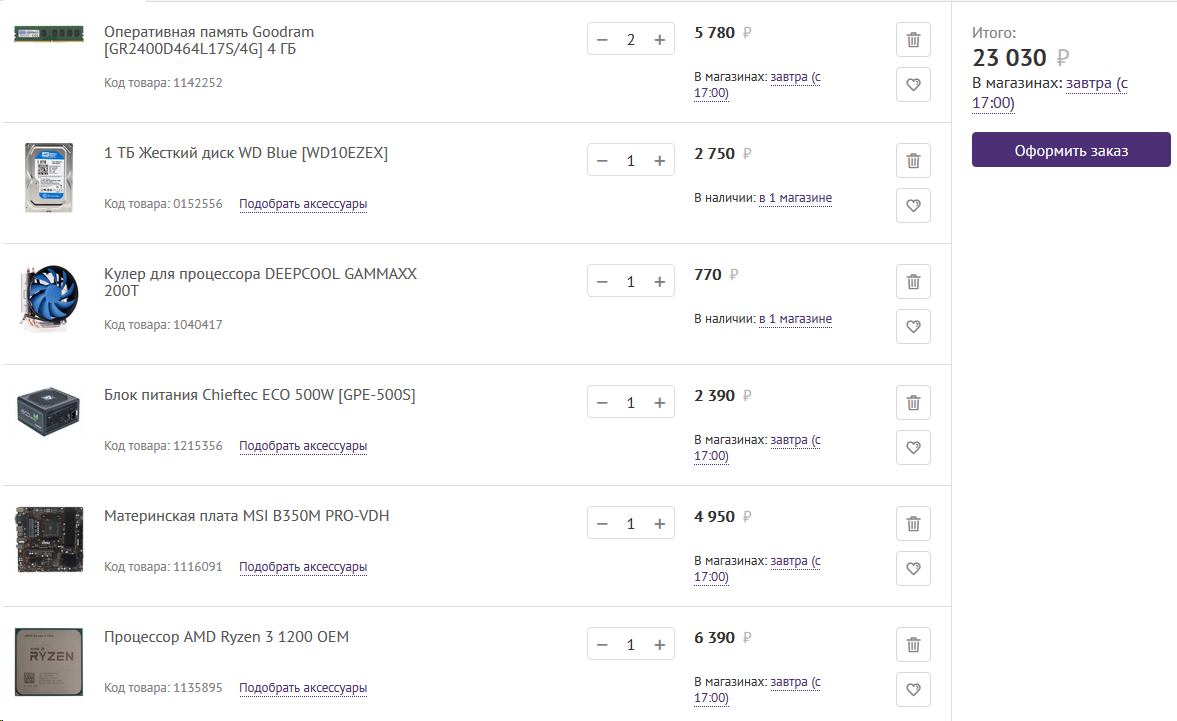 Оперативная память Goodram
[GR2400D464L17S/4G] 4 ГБ
Код товара: 1142252
2
5 780 ₽
В магазинах: завтра (с
17:00)
Итого:
23 030 ₽
В магазинах: завтра (с
17:00)
Оформить заказ
1 ТБ Жесткий диск WD Blue [WD10EZEX]
Код товара: 0152556 Подобрать аксессуары
1
2 750 ₽
В наличии: в 1 магазине
Кулер для процессора DEEPCOOL GAMMAXX
200T
Код товара: 1040417
1
770 ₽
В наличии: в 1 магазине
Блок питания Chieftec ECO 500W [GPE-500S]
Код товара: 1215356 Подобрать аксессуары
1
2 390 ₽
В магазинах: завтра (с
17:00)
Материнская плата MSI B350M PRO-VDH
Код товара: 1116091 Подобрать аксессуары
1
4 950 ₽
В магазинах: завтра (с
17:00)
RYZEN
Процессор AMD Ryzen 3 1200 OEM
Код товара: 1135895 Подобрать аксессуары
1
6 390 ₽
В магазинах: завтра (с
17:00)